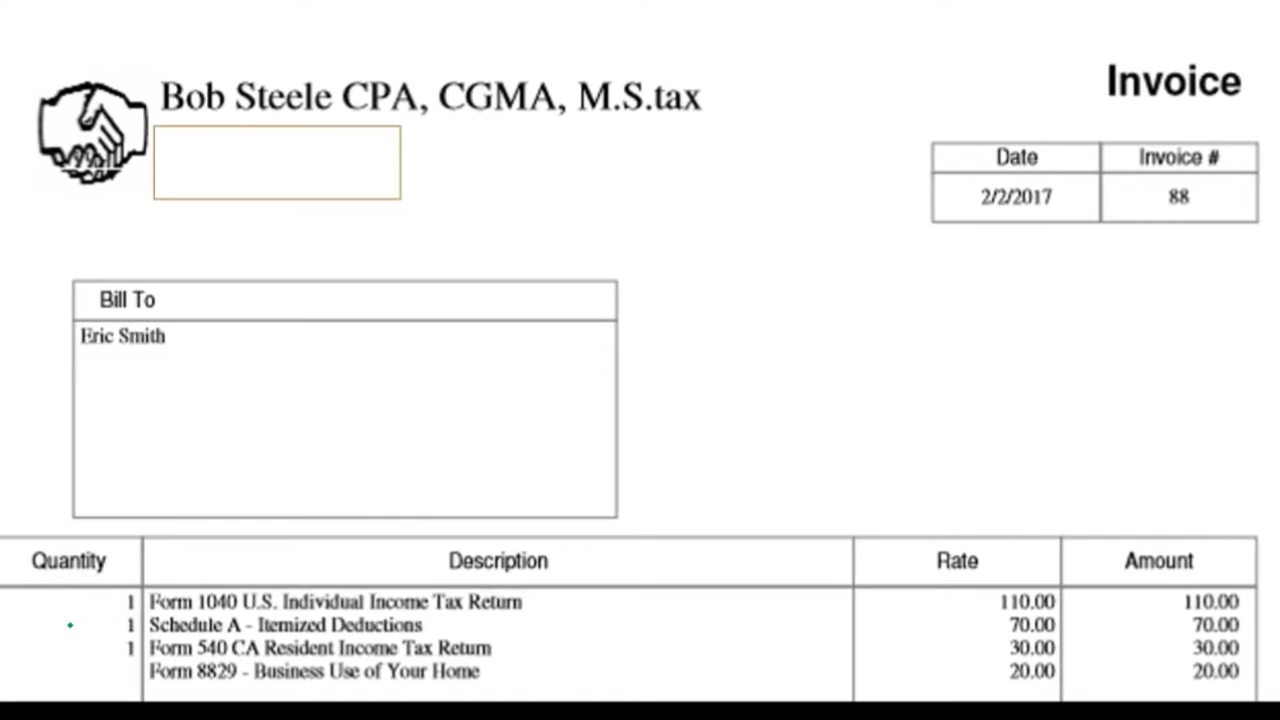 Bob Steele CPA, CGMA, M.S.tax
Invoice
Date Invoice #
2/2/2017 88
Bill To
Eric Smith
Quantity Description Rate Amount
1 Form 1040 U.S. Individual Income Tax Return 110.00 110.00
1 Schedule A - Itemized Deductions 70.00 70.00
1 Form 540 CA Resident Income Tax Return 30.00 30.00
Form 8829 - Business Use of Your Home 20.00 20.00